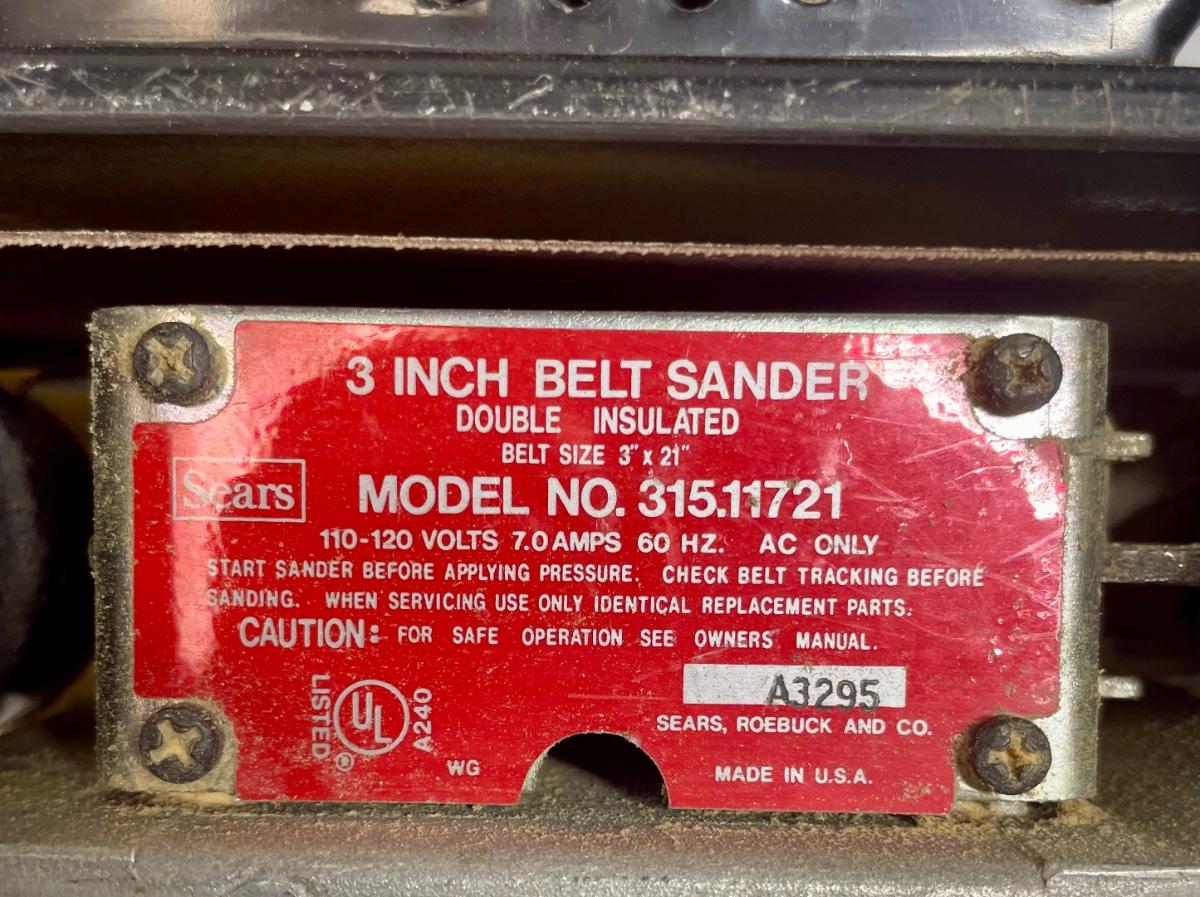 3 INCH BELT SANDER
DOUBLE INSULATED
BELT SIZE 3" x 21"
Sears
MODEL NO. 315.11721
110-120 VOLTS 7.0 AMPS 60 HZ. AC ONLY
START SANDER BEFORE APPLYING PRESSURE. CHECK BELT TRACKING BEFORE
SANDING. WHEN SERVICING USE ONLY IDENTICAL REPLACEMENT PARTS.
CAUTION: FOR SAFE OPERATION SEE OWNERS MANUAL.
LISTED
UL
®
A240
WG
A3295
SEARS, ROEBUCK AND CO.
MADE IN U.S.A.